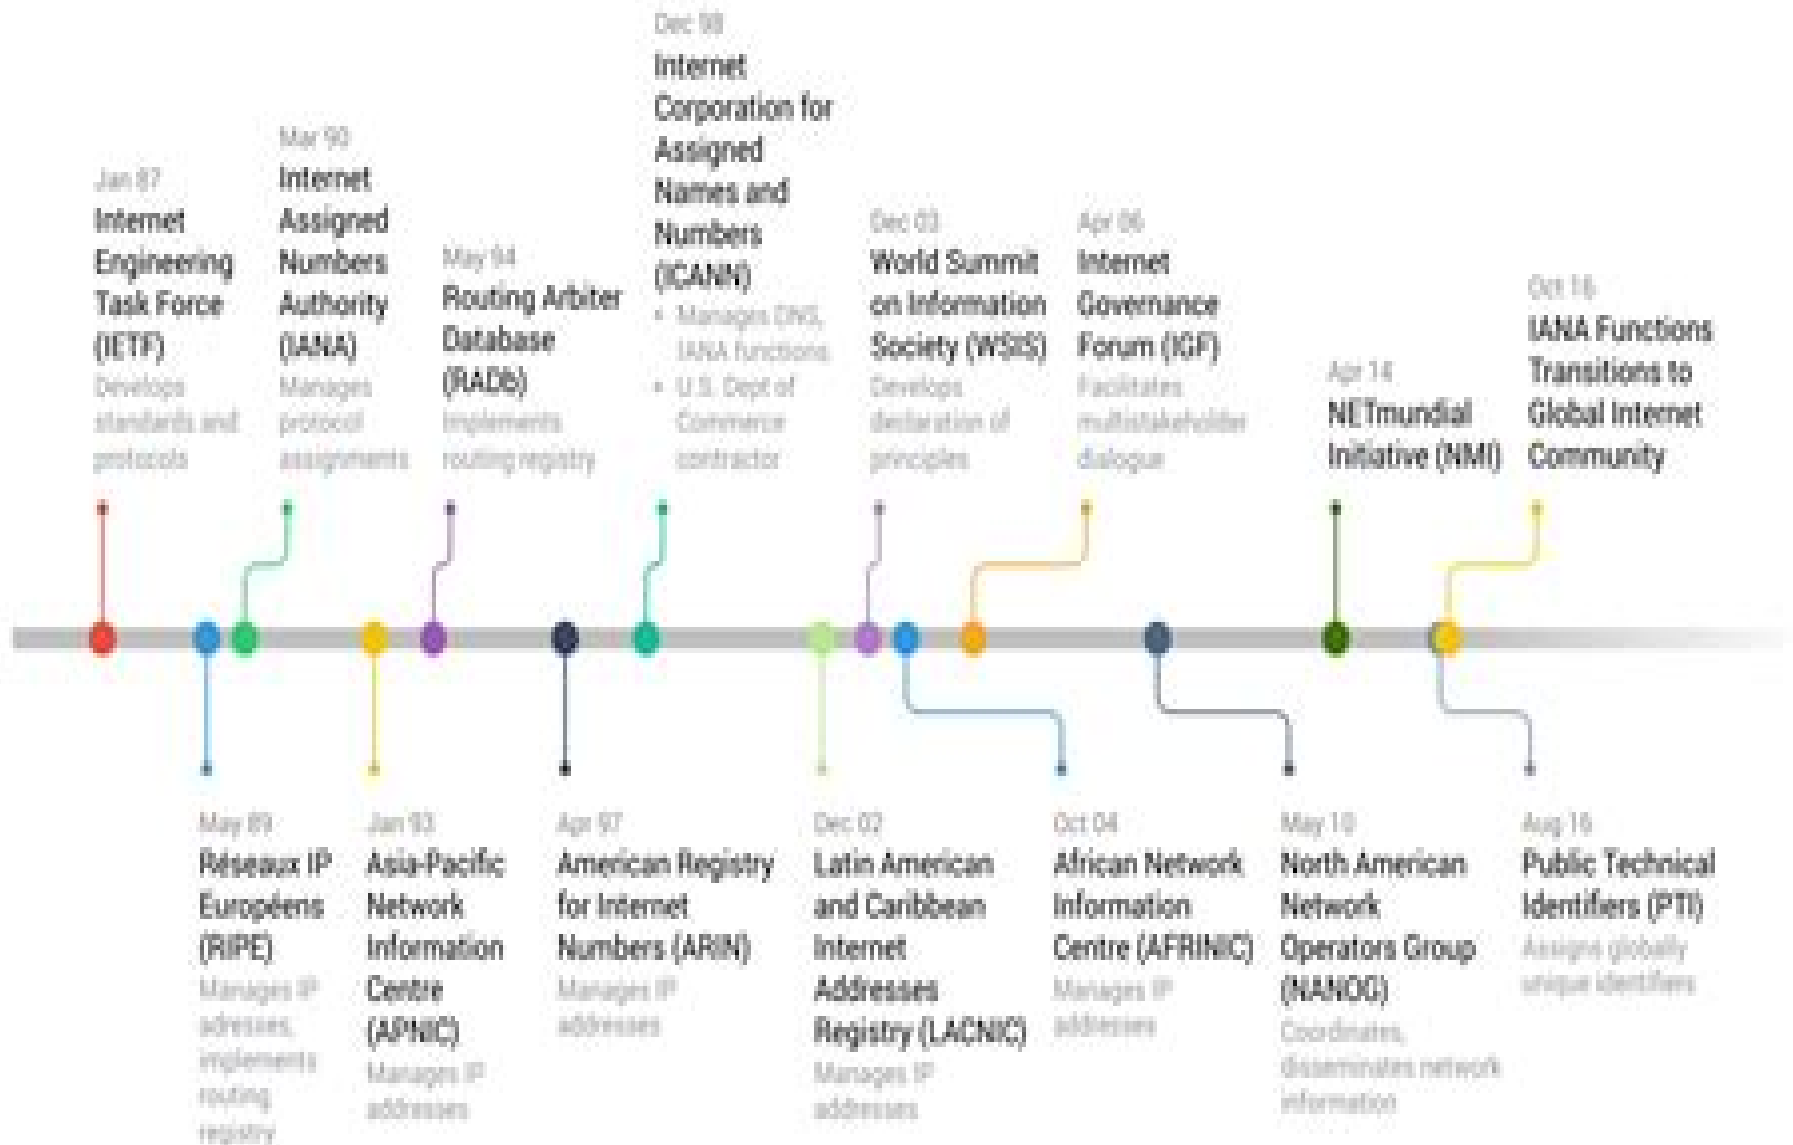 Jan 87
Internet
Engineering
Task Force
(IETF)
Develops
standards and
protocols
Mar 90
Internet
Assigned
Numbers
Authority
(IANA)
Manages
protocol
assignments
May 94
Routing Arbiter
Database
(RADb)
Implements
routing registry
Dec 98
Internet
Corporation for
Assigned
Names and
Numbers
(ICANN)
• Manages DNS,
IANA functions
• U.S. Dept of
Commerce
contractor
Dec 03
World Summit
on Information
Society (WSIS)
Develops
declaration of
principles
Apr 06
Internet
Governance
Forum (IGF)
Facilitates
multistakeholder
dialogue
Apr 14
NETmundial
Initiative (NMI)
Oct 16
IANA Functions
Transitions to
Global Internet
Community
May 89
Réseaux IP
Européens
(RIPE)
Manages IP
adresses,
implements
routing
registry
Jan 93
Asia-Pacific
Network
Information
Centre
(APNIC)
Manages IP
addresses
Apr 97
American Registry
for Internet
Numbers (ARIN)
Manages IP
addresses
Dec 02
Latin American
and Caribbean
Internet
Addresses
Registry (LACNIC)
Manages IP
addresses
Oct 04
African Network
Information
Centre (AFRINIC)
Manages IP
addresses
May 10
North American
Network
Operators Group
(NANOG)
Coordinates,
disseminates network
information
Aug 16
Public Technical
Identifiers (PTI)
Assigns globally
unique identifiers